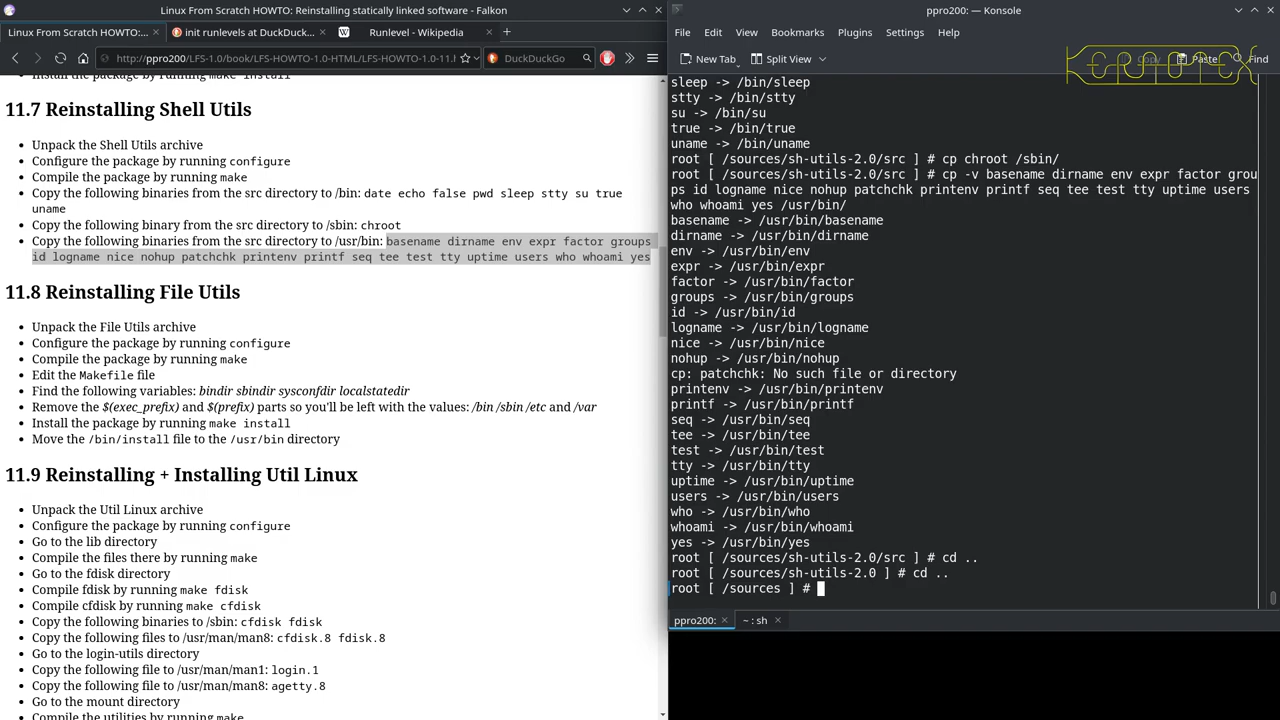 Linux From Scratch HOWTO: Reinstalling statically linked software - Falkon
Linux From Scratch HOWTO:...
init runlevels at DuckDuck...
Runlevel - Wikipedia
http://ppro200/LFS-1.0/book/LFS-HOWTO-1.0-HTML/LFS-HOWTO-1.0-11.h
DuckDuckGo
Install the package by running make install
11.7 Reinstalling Shell Utils
Unpack the Shell Utils archive
Configure the package by running configure
Compile the package by running make
Copy the following binaries from the src directory to /bin: date echo false pwd sleep stty su true
uname
Copy the following binary from the src directory to /sbin: chroot
Copy the following binaries from the src directory to /usr/bin: basename dirname env expr factor groups
id logname nice nohup patchchk printenv printf seq tee test tty uptime users who whoami yes
11.8 Reinstalling File Utils
Unpack the File Utils archive
Configure the package by running configure
Compile the package by running make
Edit the Makefile file
Find the following variables: bindir sbindir sysconfdir localstatedir
Remove the $(exec_prefix) and $(prefix) parts so you'll be left with the values: /bin /sbin /etc and /var
Install the package by running make install
Move the /bin/install file to the /usr/bin directory
11.9 Reinstalling + Installing Util Linux
Unpack the Util Linux archive
Configure the package by running configure
Go to the lib directory
Compile the files there by running make
Go to the fdisk directory
Compile fdisk by running make fdisk
Compile cfdisk by running make cfdisk
Copy the following binaries to /sbin: cfdisk fdisk
Copy the following files to /usr/man/man8: cfdisk.8 fdisk.8
Go to the login-utils directory
Copy the following file to /usr/man/man1: login.1
Copy the following file to /usr/man/man8: agetty.8
Go to the mount directory
Compile the utilities by running make
ppro200: — Konsole
File Edit View Bookmarks Plugins Settings Help
New Tab Split View Copy Paste Find
sleep -> /bin/sleep
stty -> /bin/stty
su -> /bin/su
true -> /bin/true
uname -> /bin/uname
root [ /sources/sh-utils-2.0/src ] # cp chroot /sbin/
root [ /sources/sh-utils-2.0/src ] # cp -v basename dirname env expr factor grou
ps id logname nice nohup patchchk printenv printf seq tee test tty uptime users
who whoami yes /usr/bin/
basename -> /usr/bin/basename
dirname -> /usr/bin/dirname
env -> /usr/bin/env
expr -> /usr/bin/expr
factor -> /usr/bin/factor
groups -> /usr/bin/groups
id -> /usr/bin/id
logname -> /usr/bin/logname
nice -> /usr/bin/nice
nohup -> /usr/bin/nohup
cp: patchchk: No such file or directory
printenv -> /usr/bin/printenv
printf -> /usr/bin/printf
seq -> /usr/bin/seq
tee -> /usr/bin/tee
test -> /usr/bin/test
tty -> /usr/bin/tty
uptime -> /usr/bin/uptime
users -> /usr/bin/users
who -> /usr/bin/who
whoami -> /usr/bin/whoami
yes -> /usr/bin/yes
root [ /sources/sh-utils-2.0/src ] # cd ..
root [ /sources/sh-utils-2.0 ] # cd ..
root [ /sources ] #
ppro200:
~ : sh